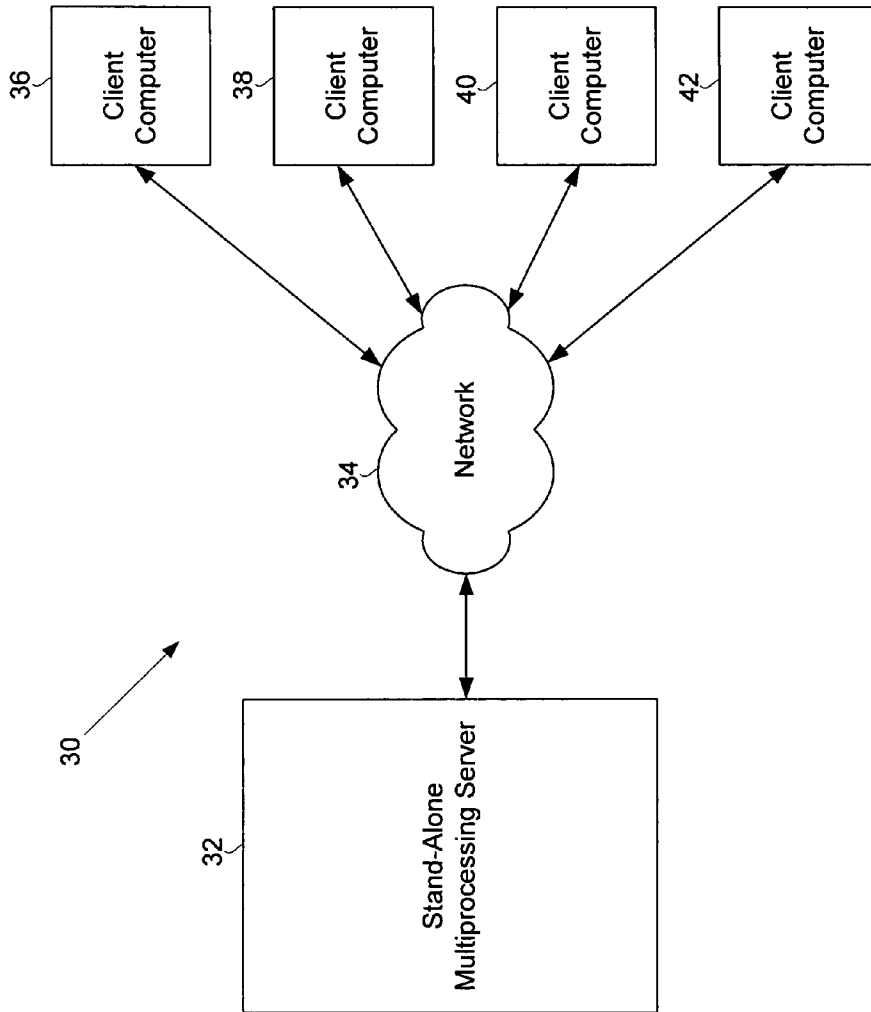 30
32
Stand-Alone
Multiprocessing Server
34
Network
36
Client
Computer
38
Client
Computer
40
Client
Computer
42
Client
Computer